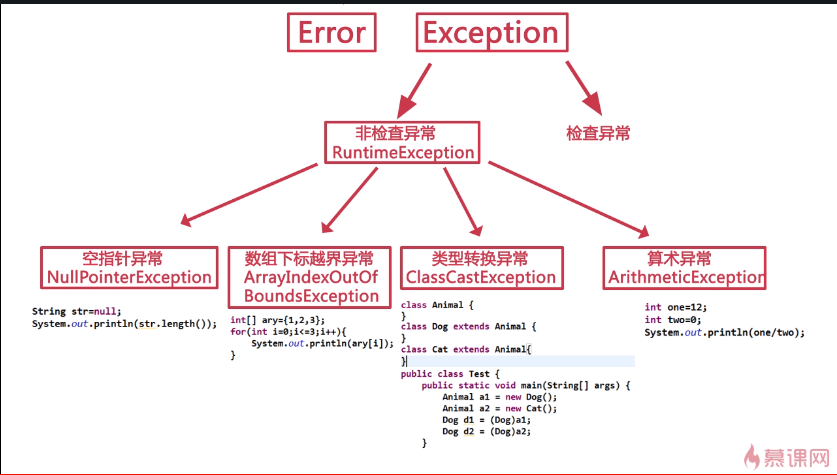 Error
Exception
非检查异常
RuntimeException
检查异常
空指针异常
NullPointerException
String str=null;
System.out.println(str.length());
数组下标越界异常
ArrayIndexOutOf
BoundsException
int[] ary={1,2,3};
for(int i=0;i<=3;i++){
System.out.println(ary[i]);
}
类型转换异常
ClassCastException
class Animal {
}
class Dog extends Animal {
}
class Cat extends Animal{
}
public class Test {
public static void main(String[] args) {
Animal a1 = new Dog();
Animal a2 = new Cat();
Dog d1 = (Dog)a1;
Dog d2 = (Dog)a2;
}
算术异常
ArithmeticException
int one=12;
int two=0;
System.out.println(one/two);
慕课网